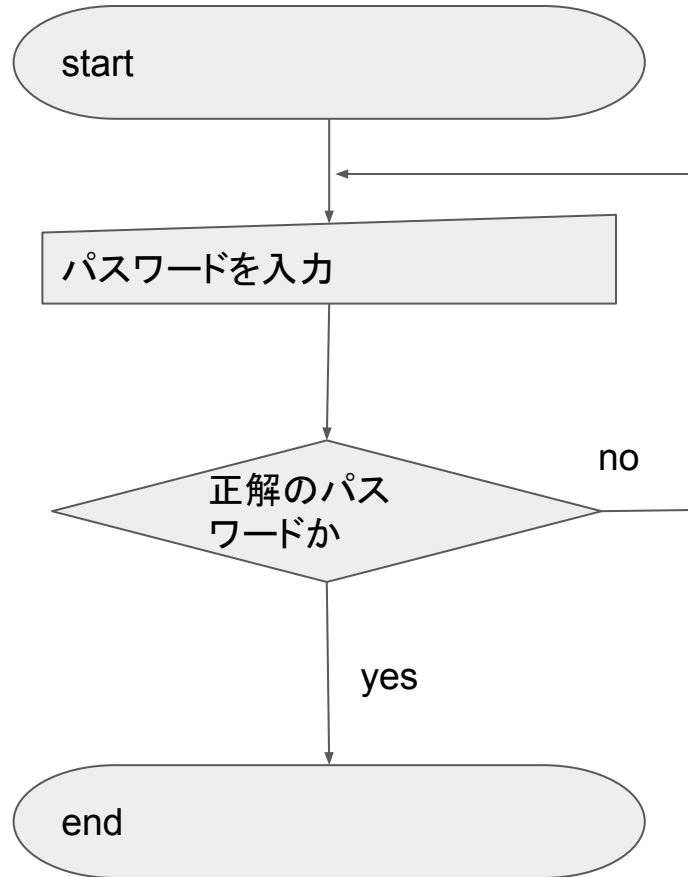 start
パスワードを入力
正解のパス
ワードか
no
yes
end